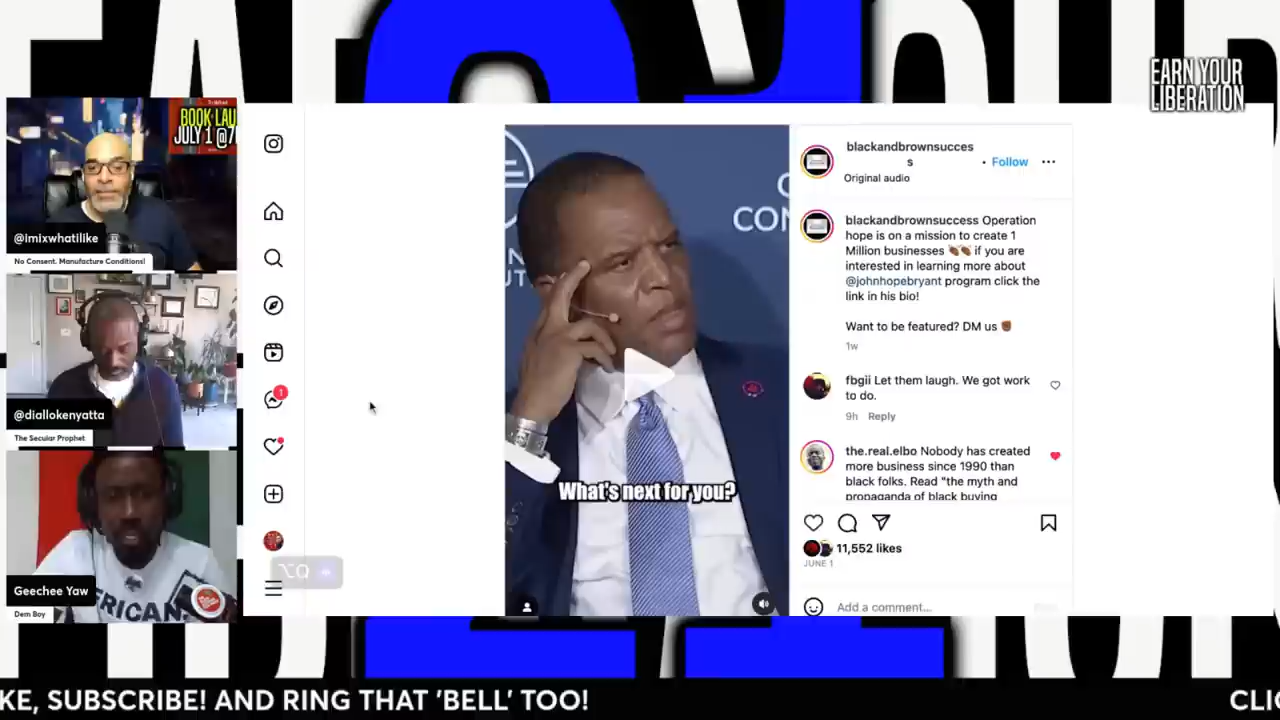 EARN YOUR
LIBERATION
BOOK LAU
JULY 1 @7
@imixwhatilike
No Consent. Manufacture Conditions!
@diallokenyatta
The Secular Prophet
Geechee Yaw
Dem Boy
FRICAN
1
⌥Q
CON
What's next for you?
blackandbrownsucces
s
• Follow
Original audio
blackandbrownsuccess Operation
hope is on a mission to create 1
Million businesses 👏🏾👏🏾 if you are
interested in learning more about
@johnhopebryant program click the
link in his bio!
Want to be featured? DM us ✊🏾
1w
fbgii Let them laugh. We got work
to do.
9h Reply
the.real.elbo Nobody has created
more business since 1990 than
black folks. Read "the myth and
propaganda of black buying
11,552 likes
JUNE 1
Add a comment...
KE, SUBSCRIBE! AND RING THAT 'BELL' TOO!
CLIC